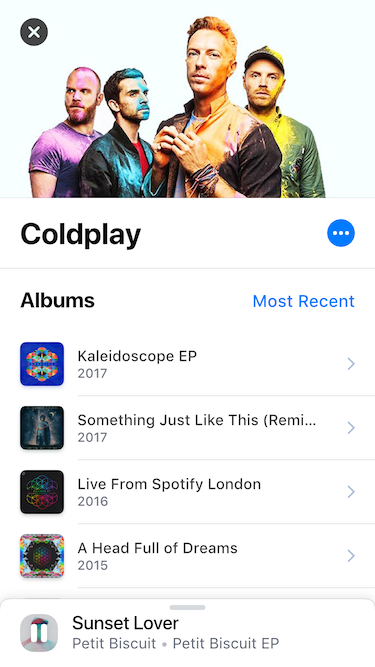 Coldplay
Albums
Most Recent
Kaleidoscope EP
2017
Something Just Like This (Remi...
2017
Live From Spotify London
2016
A Head Full of Dreams
2015
Sunset Lover
Petit Biscuit • Petit Biscuit EP